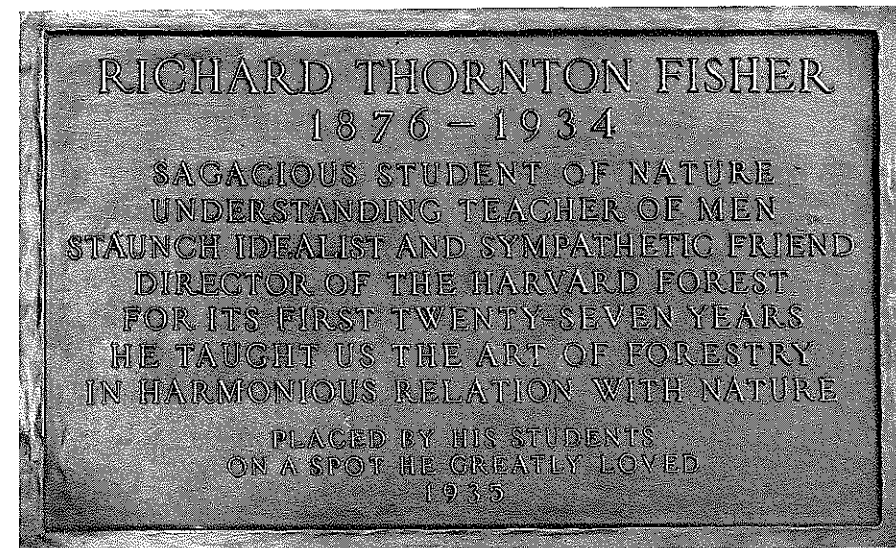 RICHARD THORNTON FISHER
1876–1934
SAGACIOUS STUDENT OF NATURE
UNDERSTANDING TEACHER OF MEN
STAUNCH IDEALIST AND SYMPATHETIC FRIEND
DIRECTOR OF THE HARVARD FOREST
FOR ITS FIRST TWENTY-SEVEN YEARS
HE TAUGHT US THE ART OF FORESTRY
IN HARMONIOUS RELATION WITH NATURE
PLACED BY HIS STUDENTS
ON A SPOT HE GREATLY LOVED
1935